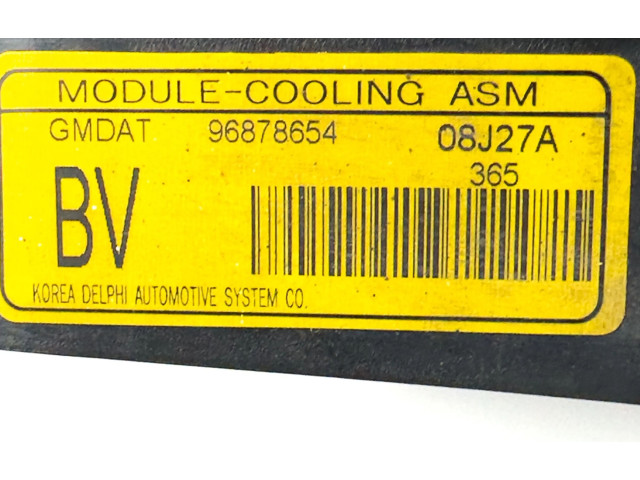 MODULE-COOLING ASM
GMDAT 96878654 08J27A
365
BV
KOREA DELPHI AUTOMOTIVE SYSTEM CO.